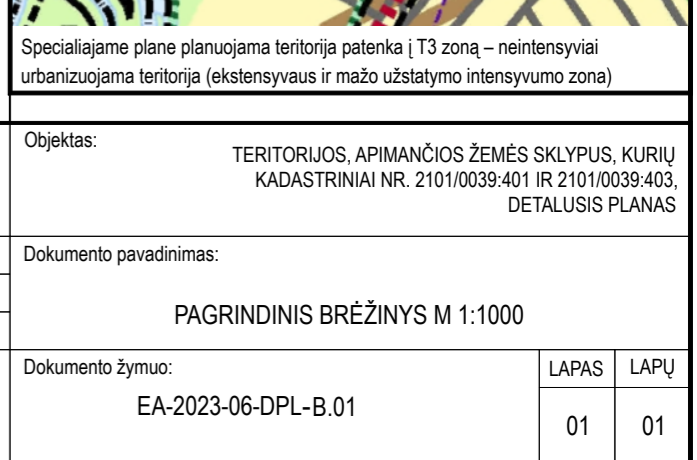 Specialiajame plane planuojama teritorija patenka į T3 zoną – neintensyviai
urbanizuojama teritorija (ekstensyvaus ir mažo užstatymo intensyvumo zona)
Objektas:
TERITORIJOS, APIMANČIOS ŽEMĖS SKLYPUS, KURIŲ
KADASTRINIAI NR. 2101/0039:401 IR 2101/0039:403,
DETALUSIS PLANAS
Dokumento pavadinimas:
PAGRINDINIS BRĖŽINYS M 1:1000
Dokumento žymuo:
EA-2023-06-DPL-B.01
LAPAS
LAPŲ
01
01